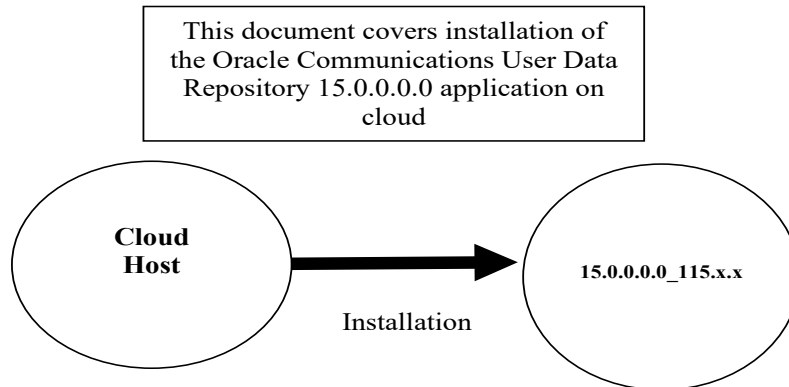 This document covers installation of
the Oracle Communications User Data
Repository 15.0.0.0.0 application on
cloud
Cloud
Host
15.0.0.0.0_115.x.x
Installation